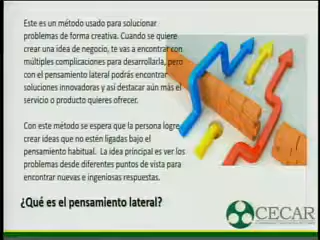 Este es un método usado para solucionar
problemas de forma creativa. Cuando se quiere
crear una idea de negocio, te vas a encontrar con
múltiples complicaciones para desarrollarla, pero
con el pensamiento lateral podrás encontrar
soluciones innovadoras y así destacar aún más el
servicio o producto quieres ofrecer.
Con este método se espera que la persona logre
crear ideas que no estén ligadas bajo el
pensamiento habitual. La idea principal es ver los
problemas desde diferentes puntos de vista para
encontrar nuevas e ingeniosas respuestas.
¿Qué es el pensamiento lateral?
CECAR